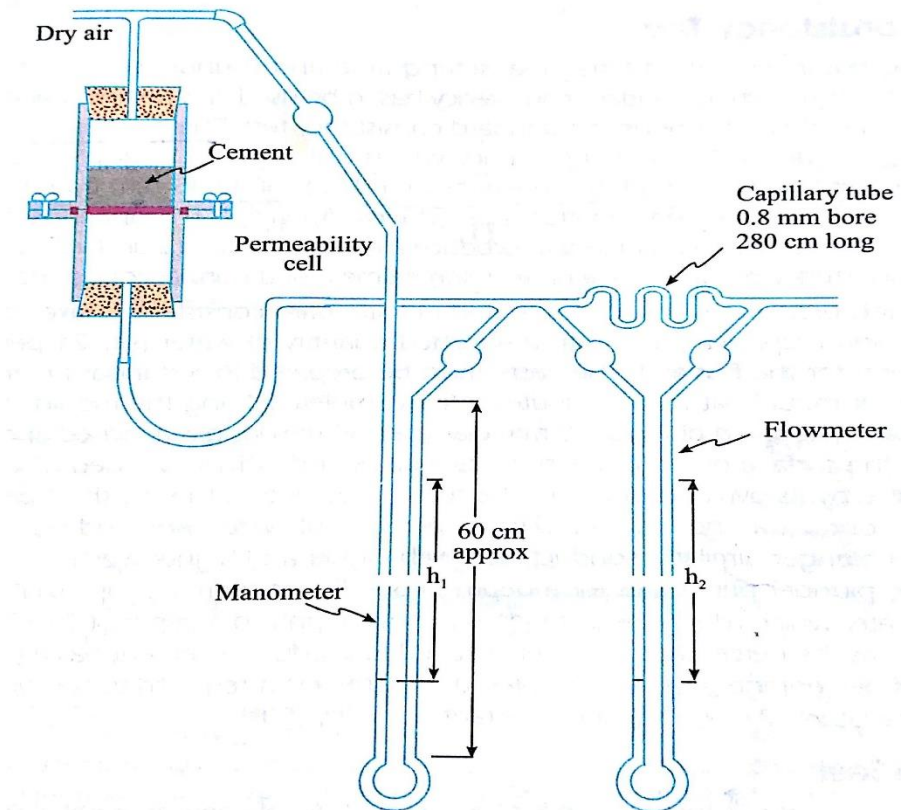 Dry air
Cement
Permeability
cell
Capillary tube
0.8 mm bore
280 cm long
Flowmeter
60 cm
approx
h₁
h₂
Manometer